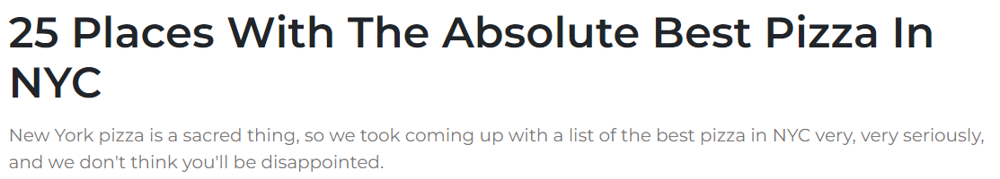 25 Places With The Absolute Best Pizza In
NYC
New York pizza is a sacred thing, so we took coming up with a list of the best pizza in NYC very, very seriously,
and we don't think you'll be disappointed.